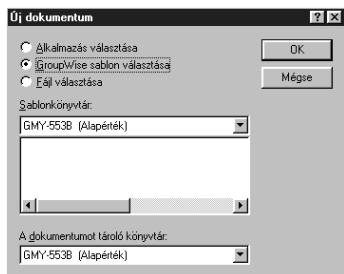 Új dokumentum
Alkalmazás választása
GroupWise sablon választása
Fájl választása
OK
Mégse
Sablonkönyvtár:
GMY-553B (Alapérték)
A dokumentumot tároló könyvtár:
GMY-553B (Alapérték)